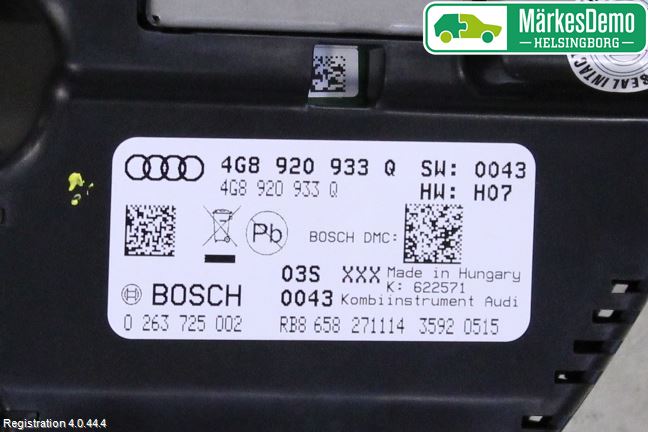 MärkesDemo
HELSINGBORG
SEAL INTACT
4G8 920 933 Q SW: 0043
4G8 920 933 Q HW: H07
Pb
BOSCH DMC:
03S XXX Made in Hungary
K: 622571
BOSCH 0043 Kombiinstrument Audi
0 263 725 002 RB8 658 271114 3592 0515
Registration 4.0.44.4